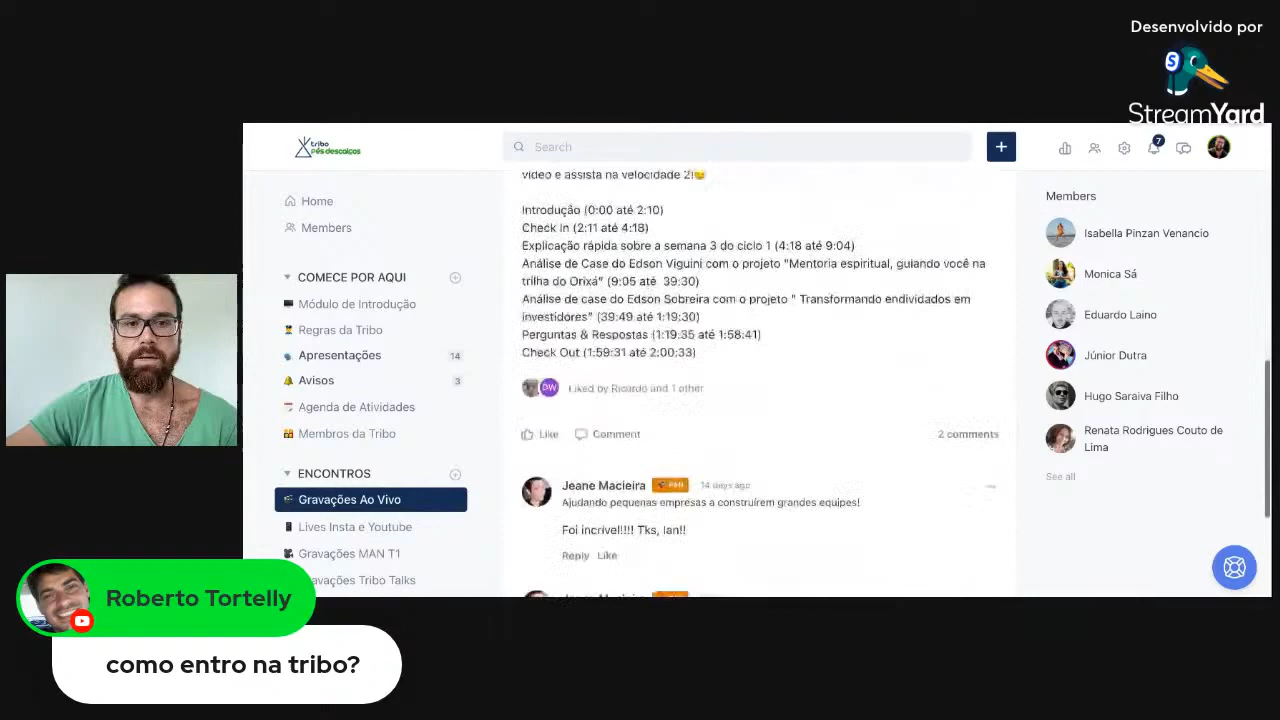 Desenvolvido por
StreamYard
tribo
Pés descalços
Search
7
Home
Members
COMECE POR AQUI
Módulo de Introdução
Regras da Tribo
Apresentações 14
Avisos 3
Agenda de Atividades
Membros da Tribo
ENCONTROS
Gravações Ao Vivo
Lives Insta e Youtube
Gravações MAN T1
avações Tribo Talks
vídeo e assista na velocidade 2!
Introdução (0:00 até 2:10)
Check In (2:11 até 4:18)
Explicação rápida sobre a semana 3 do ciclo 1 (4:18 até 9:04)
Análise de Case do Edson Viguini com o projeto "Mentoria espiritual, guiando você na
trilha do Orixá" (9:05 até 39:30)
Análise de case do Edson Sobreira com o projeto " Transformando endividados em
investidores" (39:49 até 1:19:30)
Perguntas & Respostas (1:19:35 até 1:58:41)
Check Out (1:59:31 até 2:00:33)
DW
Liked by Ricardo and 1 other
Like Comment 2 comments
Jeane Macieira 14 days ago
Ajudando pequenas empresas a construírem grandes equipes!
Foi incrível!!!! Tks, Ian!!
Reply Like
Members
Isabella Pinzan Venancio
Monica Sá
Eduardo Laino
Júnior Dutra
Hugo Saraiva Filho
Renata Rodrigues Couto de
Lima
See all
Roberto Tortelly
como entro na tribo?